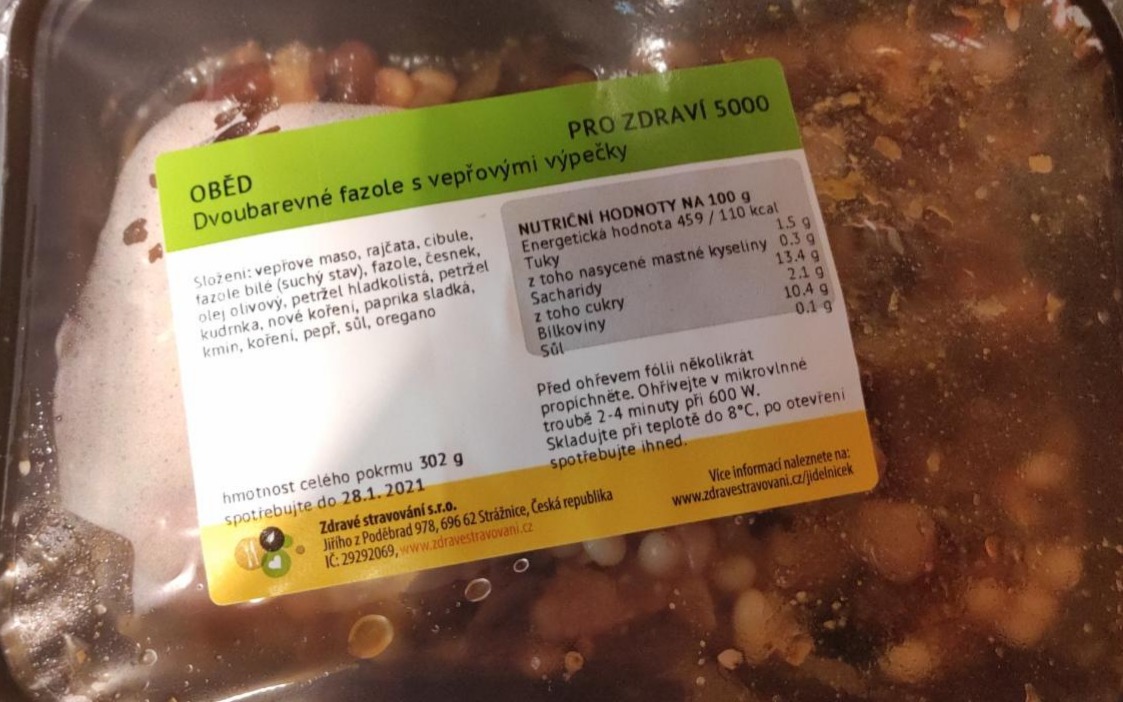 PRO ZDRAVÍ 5000
OBĚD
Dvoubarevné fazole s vepřovými výpečky
Složení: vepřove maso, rajčata, cibule,
fazole bílé (suchý stav), fazole, česnek,
olej olivový, petržel hladkolistá, petržel
kudrnka, nové koření, paprika sladká,
kmin, koření, pepř, sůl, oregano
NUTRIČNÍ HODNOTY NA 100 g
Energetická hodnota 459 / 110 kcal
Tuky 1.5 g
z toho nasycené mastné kyseliny 0.3 g
Sacharidy 13.4 g
z toho cukry 2.1 g
Bílkoviny 10.4 g
Sůl 0.1 g
Před ohřevem fólii několikrát
propíchněte. Ohřívejte v mikrovlnné
troubě 2-4 minuty při 600 W.
Skladujte při teplotě do 8°C, po otevření
spotřebujte ihned.
hmotnost celého pokrmu 302 g
spotřebujte do 28.1. 2021
Zdravé stravování s.r.o.
Jiřího z Poděbrad 978, 696 62 Strážnice, Česká republika
IČ: 29292069, www.zdravestravovani.cz
Více informací naleznete na:
www.zdravestravovani.cz/jidelnicek